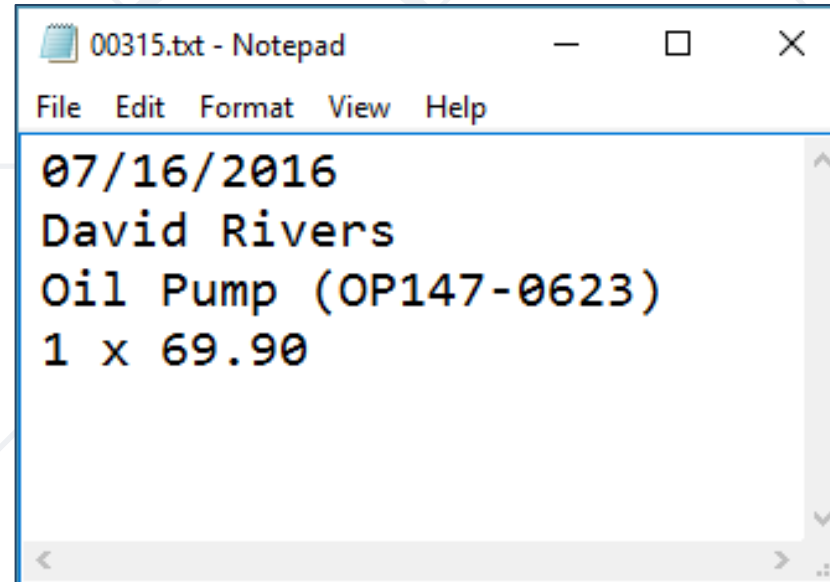 00315.txt - Notepad
File Edit Format View Help
07/16/2016
David Rivers
Oil Pump (OP147-0623)
1 x 69.90